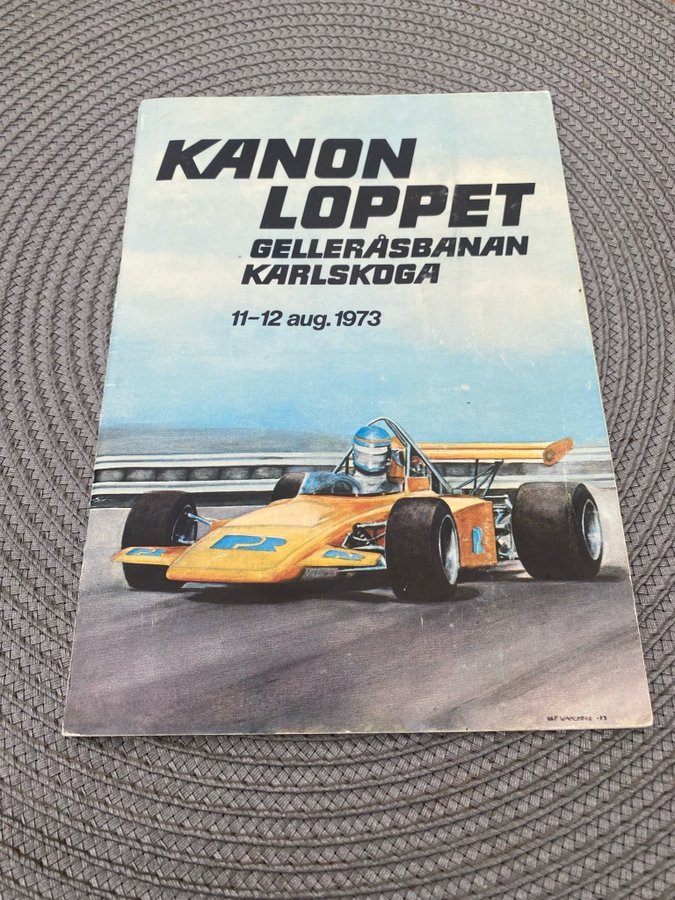 KANON
LOPPET
GELLERÅSBANAN
KARLSKOGA
11–12 aug. 1973